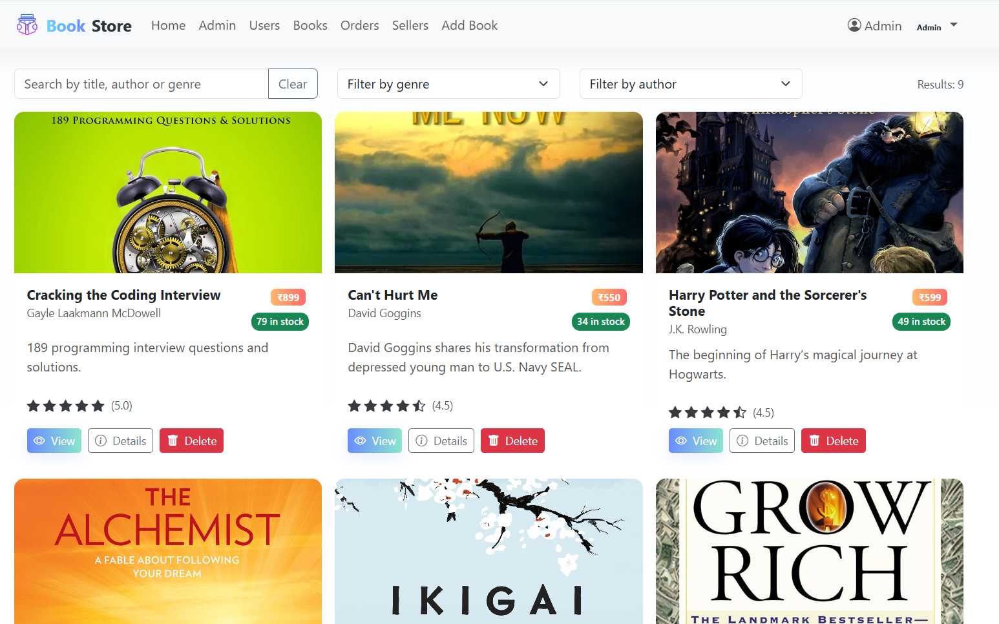 Book Store Home Admin Users Books Orders Sellers Add Book Admin Admin
Search by title, author or genre Clear Filter by genre Filter by author Results: 9
189 Programming Questions & Solutions
ME NOW
Philosopher's Stone
Cracking the Coding Interview ₹899
Gayle Laakmann McDowell
79 in stock
189 programming interview questions and
solutions.
(5.0)
View Details Delete
Can't Hurt Me ₹550
David Goggins
34 in stock
David Goggins shares his transformation from
depressed young man to U.S. Navy SEAL.
(4.5)
View Details Delete
Harry Potter and the Sorcerer's
Stone
₹599
J.K. Rowling
49 in stock
The beginning of Harry’s magical journey at
Hogwarts.
(4.5)
View Details Delete
THE
ALCHEMIST
A FABLE ABOUT FOLLOWING
YOUR DREAM
IKIGAI
GROW
RICH
THE LANDMARK BESTSELLER—